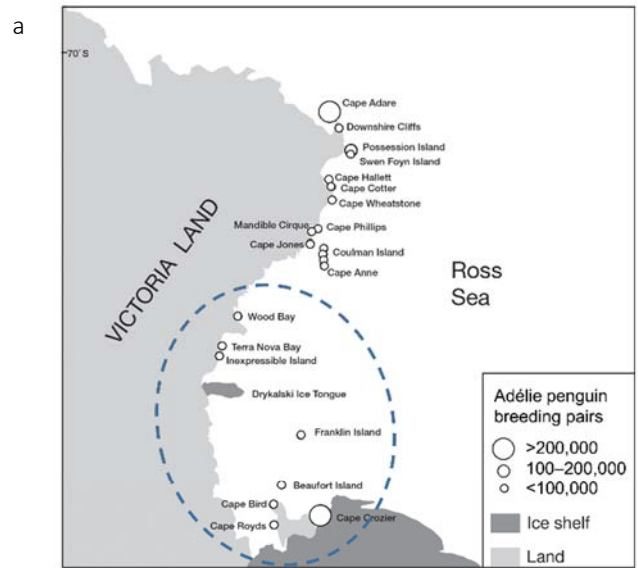 a
70°S
Cape Adare
Downshire Cliffs
Possession Island
Swen Foyn Island
Cape Hallett
Cape Cotter
Cape Wheatstone
Mandible Cirque
Cape Phillips
Cape Jones
Coulman Island
Cape Anne
VICTORIA LAND
Ross
Sea
Wood Bay
Terra Nova Bay
Inexpressible Island
Drykalski Ice Tongue
Franklin Island
Beaufort Island
Cape Bird
Cape Royds
Cape Crozier
Adélie penguin
breeding pairs
>200,000
100–200,000
<100,000
Ice shelf
Land